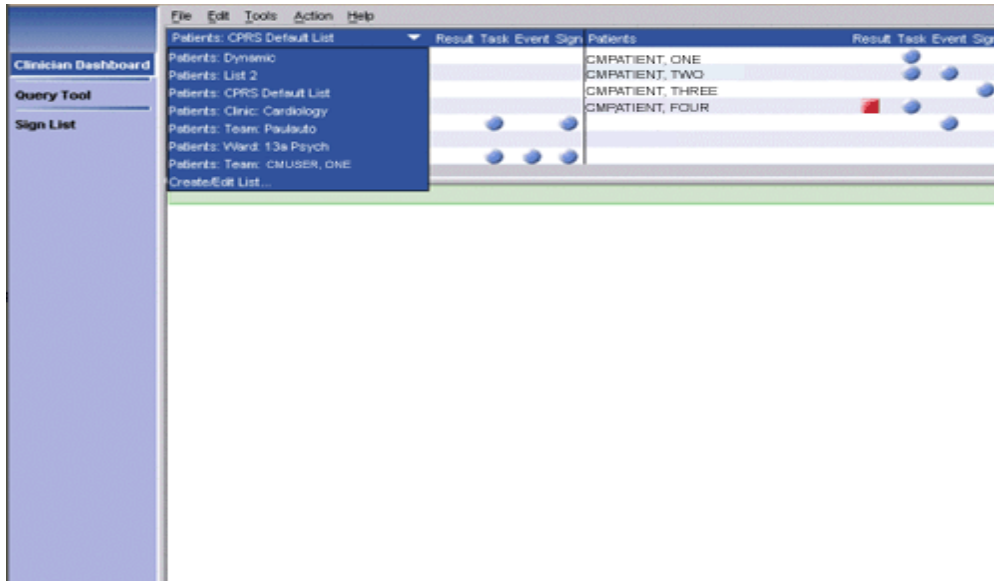 File Edit Tools Action Help
Patients: CPRS Default List Result Task Event Sign Patients Result Task Event Sign
Clinician Dashboard
Query Tool
Sign List
Patients: Dynamic
Patients: List 2
Patients: CPRS Default List
Patients: Clinic: Cardiology
Patients: Team: Paulauto
Patients: Ward: 13a Psych
Patients: Team: CMUSER, ONE
Create/Edit List...
CMPATIENT, ONE
CMPATIENT, TWO
CMPATIENT, THREE
CMPATIENT, FOUR